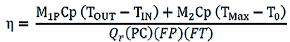 η = M1PCp (TOUT − TIN) + M2Cp (TMax − T0)
Qr(PC)(FP)(FT)